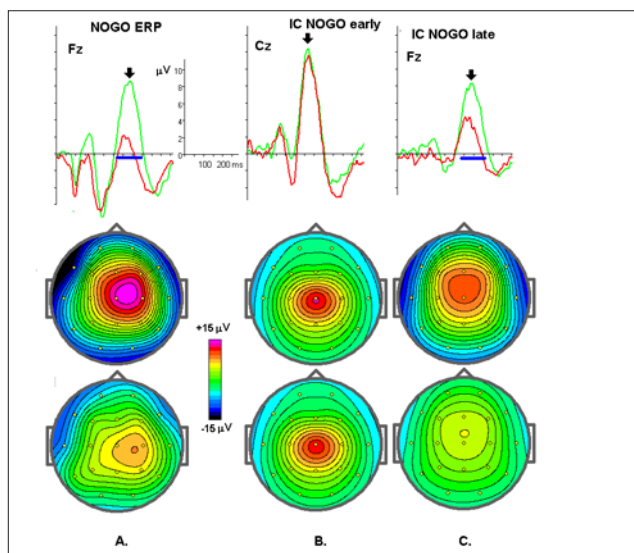 NOGO ERP
Fz
µV
10
8
6
4
2
0
0
100 200 ms
IC NOGO early
Cz
IC NOGO late
Fz
+15 µV
-15 µV
A.
B.
C.